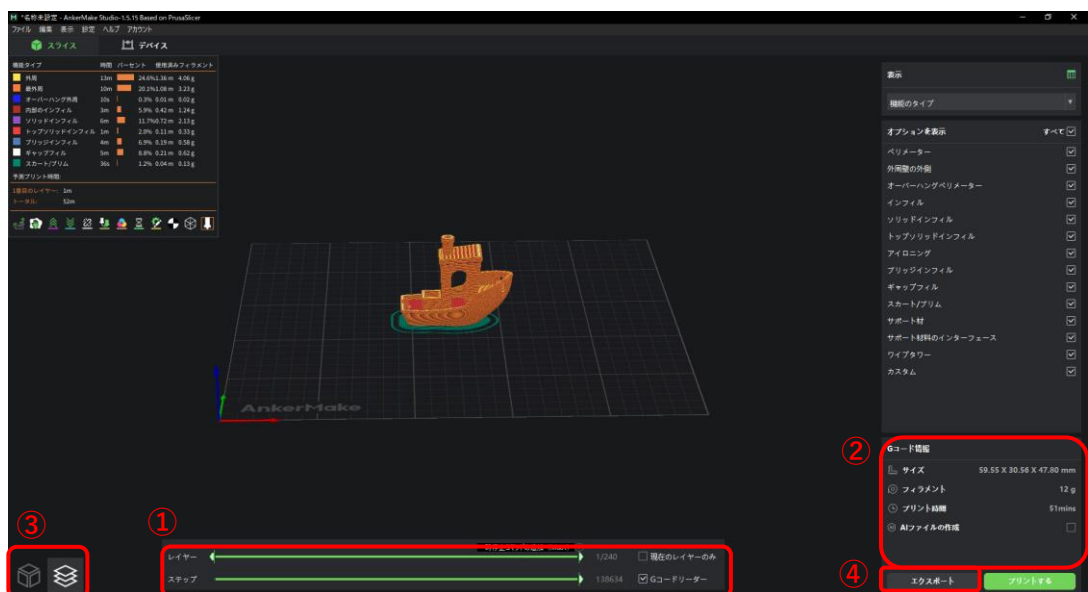 *名称未設定 - AnkerMake Studio-1.5.15 Based on PrusaSlicer
ファイル 編集 表示 設定 ヘルプ アカウント
スライス デバイス
機能タイプ 時間 パーセント 使用済みフィラメント
外周 13m 24.6% 1.36 m 4.06 g
最外周 10m 20.1% 1.08 m 3.23 g
オーバーハング外周 10s 0.3% 0.01 m 0.02 g
内部のインフィル 3m 5.9% 0.42 m 1.24 g
ソリッドインフィル 6m 11.7% 0.72 m 2.13 g
トップソリッドインフィル 1m 2.0% 0.11 m 0.33 g
ブリッジインフィル 4m 6.9% 0.19 m 0.58 g
ギャップフィル 5m 8.8% 0.21 m 0.62 g
スカート/ブリム 36s 1.2% 0.04 m 0.13 g
予測プリント時間:
1番目のレイヤー: 1m
トータル: 52m
AnkerMake
表示
機能のタイプ
オプションを表示 すべて
ペリメーター
外周壁の外側
オーバーハングペリメーター
インフィル
ソリッドインフィル
トップソリッドインフィル
アイロニング
ブリッジインフィル
ギャップフィル
スカート/ブリム
サポート材
サポート材料のインターフェース
ワイプタワー
カスタム
②
Gコード情報
サイズ 59.55 X 30.56 X 47.80 mm
フィラメント 12 g
プリント時間 51mins
AIファイルの作成
③
①
レイヤー 1/240 現在のレイヤーのみ
ステップ 138634 Gコードリーダー
④
エクスポート プリントする